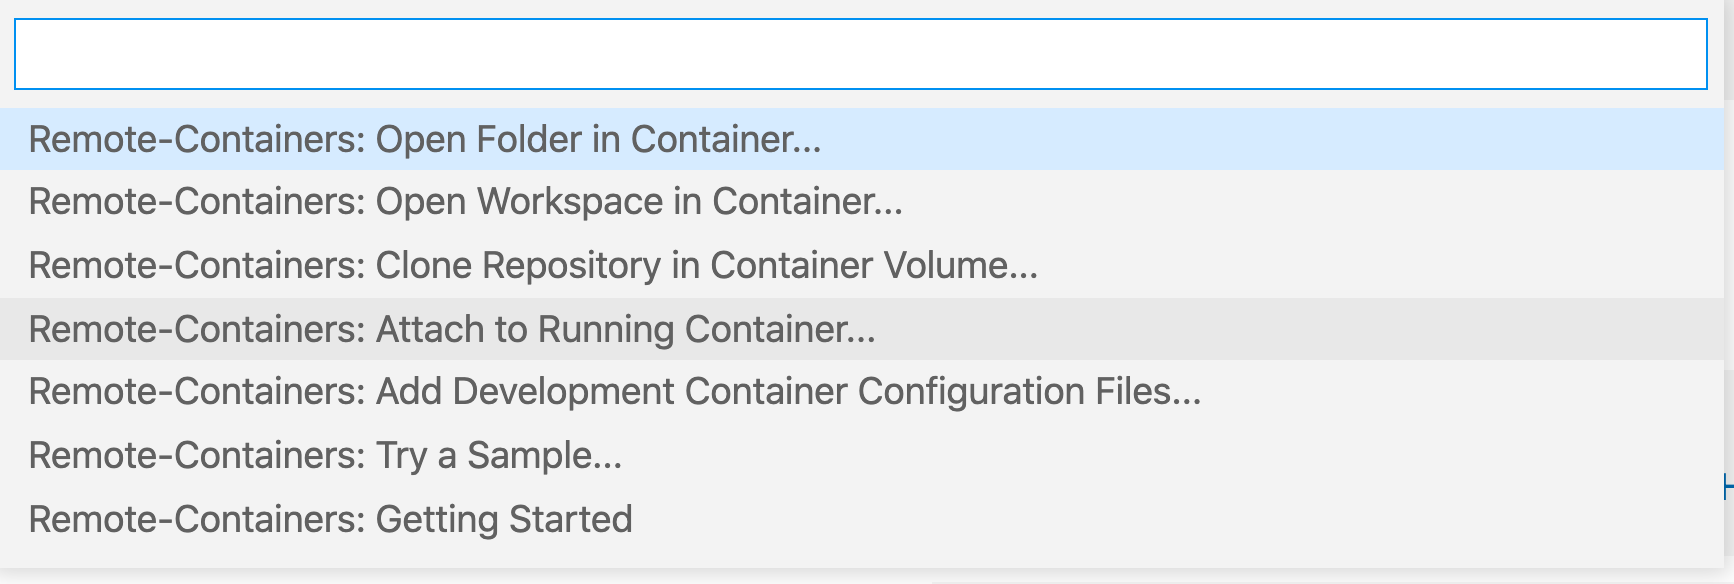 Remote-Containers: Open Folder in Container...
Remote-Containers: Open Workspace in Container...
Remote-Containers: Clone Repository in Container Volume...
Remote-Containers: Attach to Running Container...
Remote-Containers: Add Development Container Configuration Files...
Remote-Containers: Try a Sample...
Remote-Containers: Getting Started